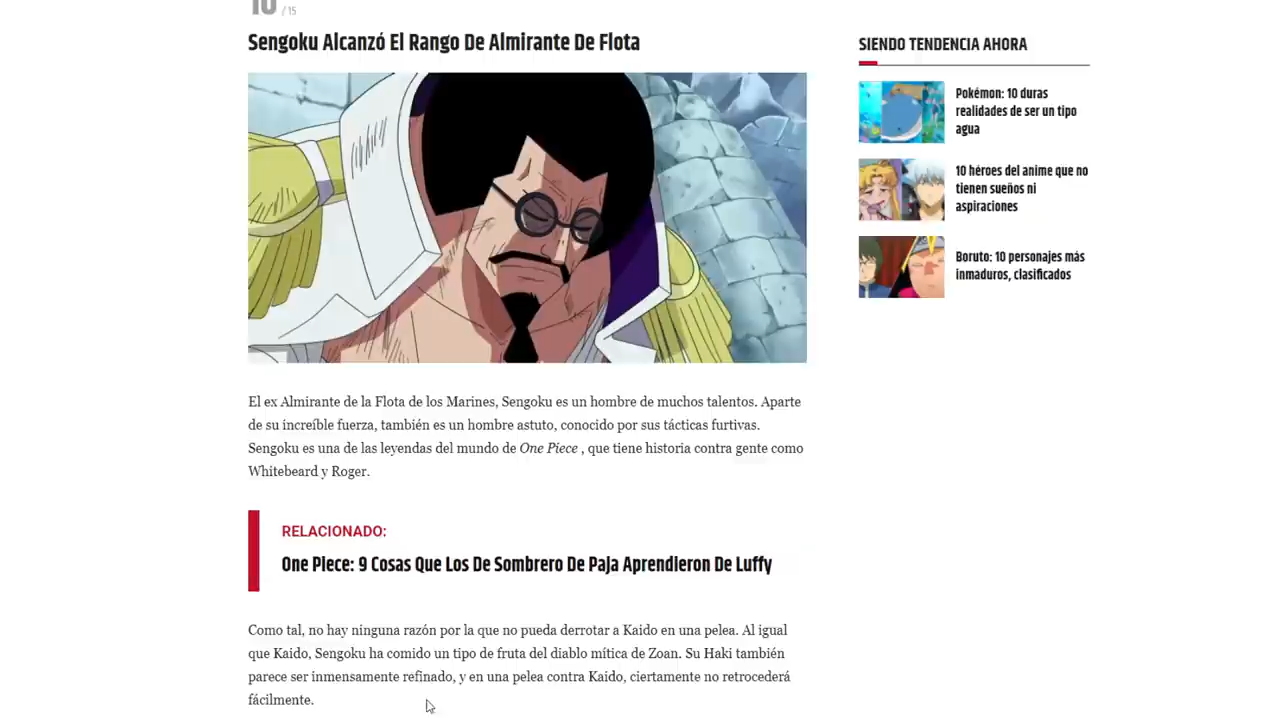 10 / 15
Sengoku Alcanzó El Rango De Almirante De Flota
El ex Almirante de la Flota de los Marines, Sengoku es un hombre de muchos talentos. Aparte
de su increíble fuerza, también es un hombre astuto, conocido por sus tácticas furtivas.
Sengoku es una de las leyendas del mundo de One Piece , que tiene historia contra gente como
Whitebeard y Roger.
RELACIONADO:
One Piece: 9 Cosas Que Los De Sombrero De Paja Aprendieron De Luffy
Como tal, no hay ninguna razón por la que no pueda derrotar a Kaido en una pelea. Al igual
que Kaido, Sengoku ha comido un tipo de fruta del diablo mítica de Zoan. Su Haki también
parece ser inmensamente refinado, y en una pelea contra Kaido, ciertamente no retrocederá
fácilmente.
SIENDO TENDENCIA AHORA
Pokémon: 10 duras
realidades de ser un tipo
agua
10 héroes del anime que no
tienen sueños ni
aspiraciones
Boruto: 10 personajes más
inmaduros, clasificados